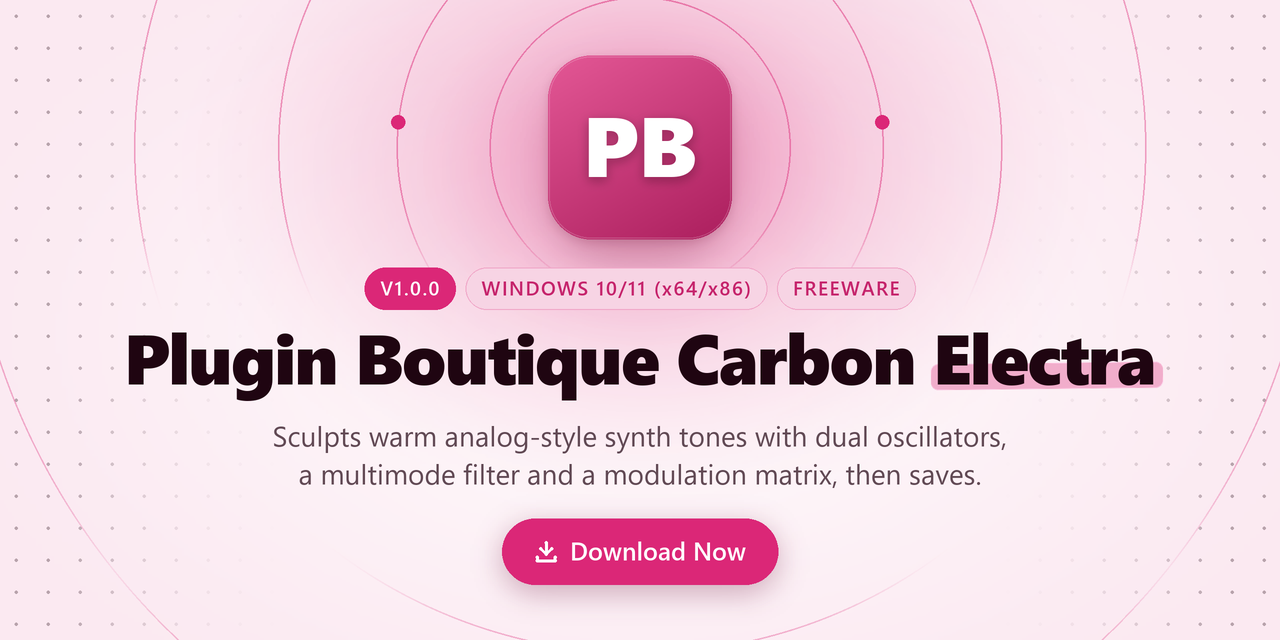 PB
V1.0.0 WINDOWS 10/11 (x64/x86) FREEWARE
Plugin Boutique Carbon Electra
Sculpts warm analog-style synth tones with dual oscillators,
a multimode filter and a modulation matrix, then saves.
Download Now